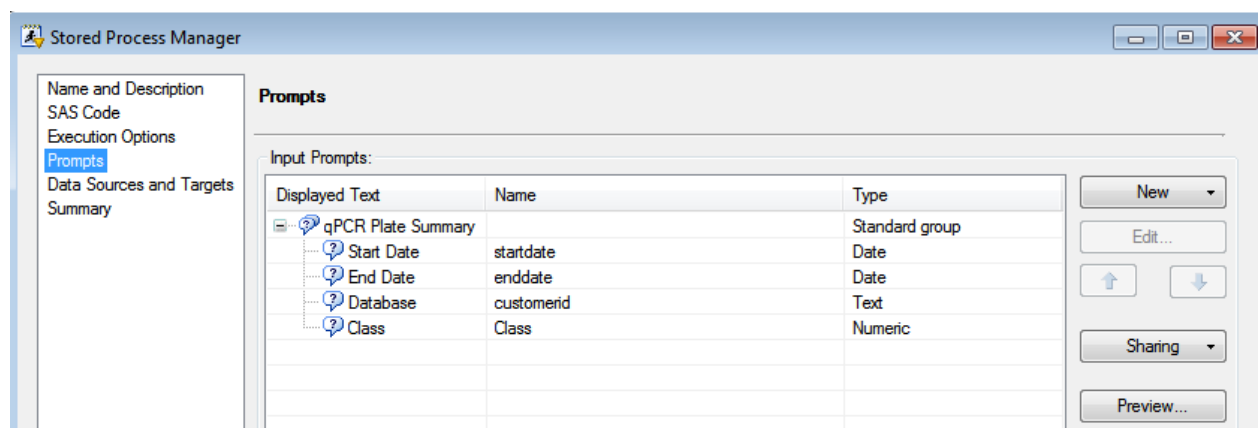 Stored Process Manager
Name and Description
SAS Code
Execution Options
Prompts
Data Sources and Targets
Summary
Prompts
Input Prompts:
Displayed Text Name Type
qPCR Plate Summary Standard group
Start Date startdate Date
End Date enddate Date
Database customerid Text
Class Class Numeric
New
Edit...
Sharing
Preview...